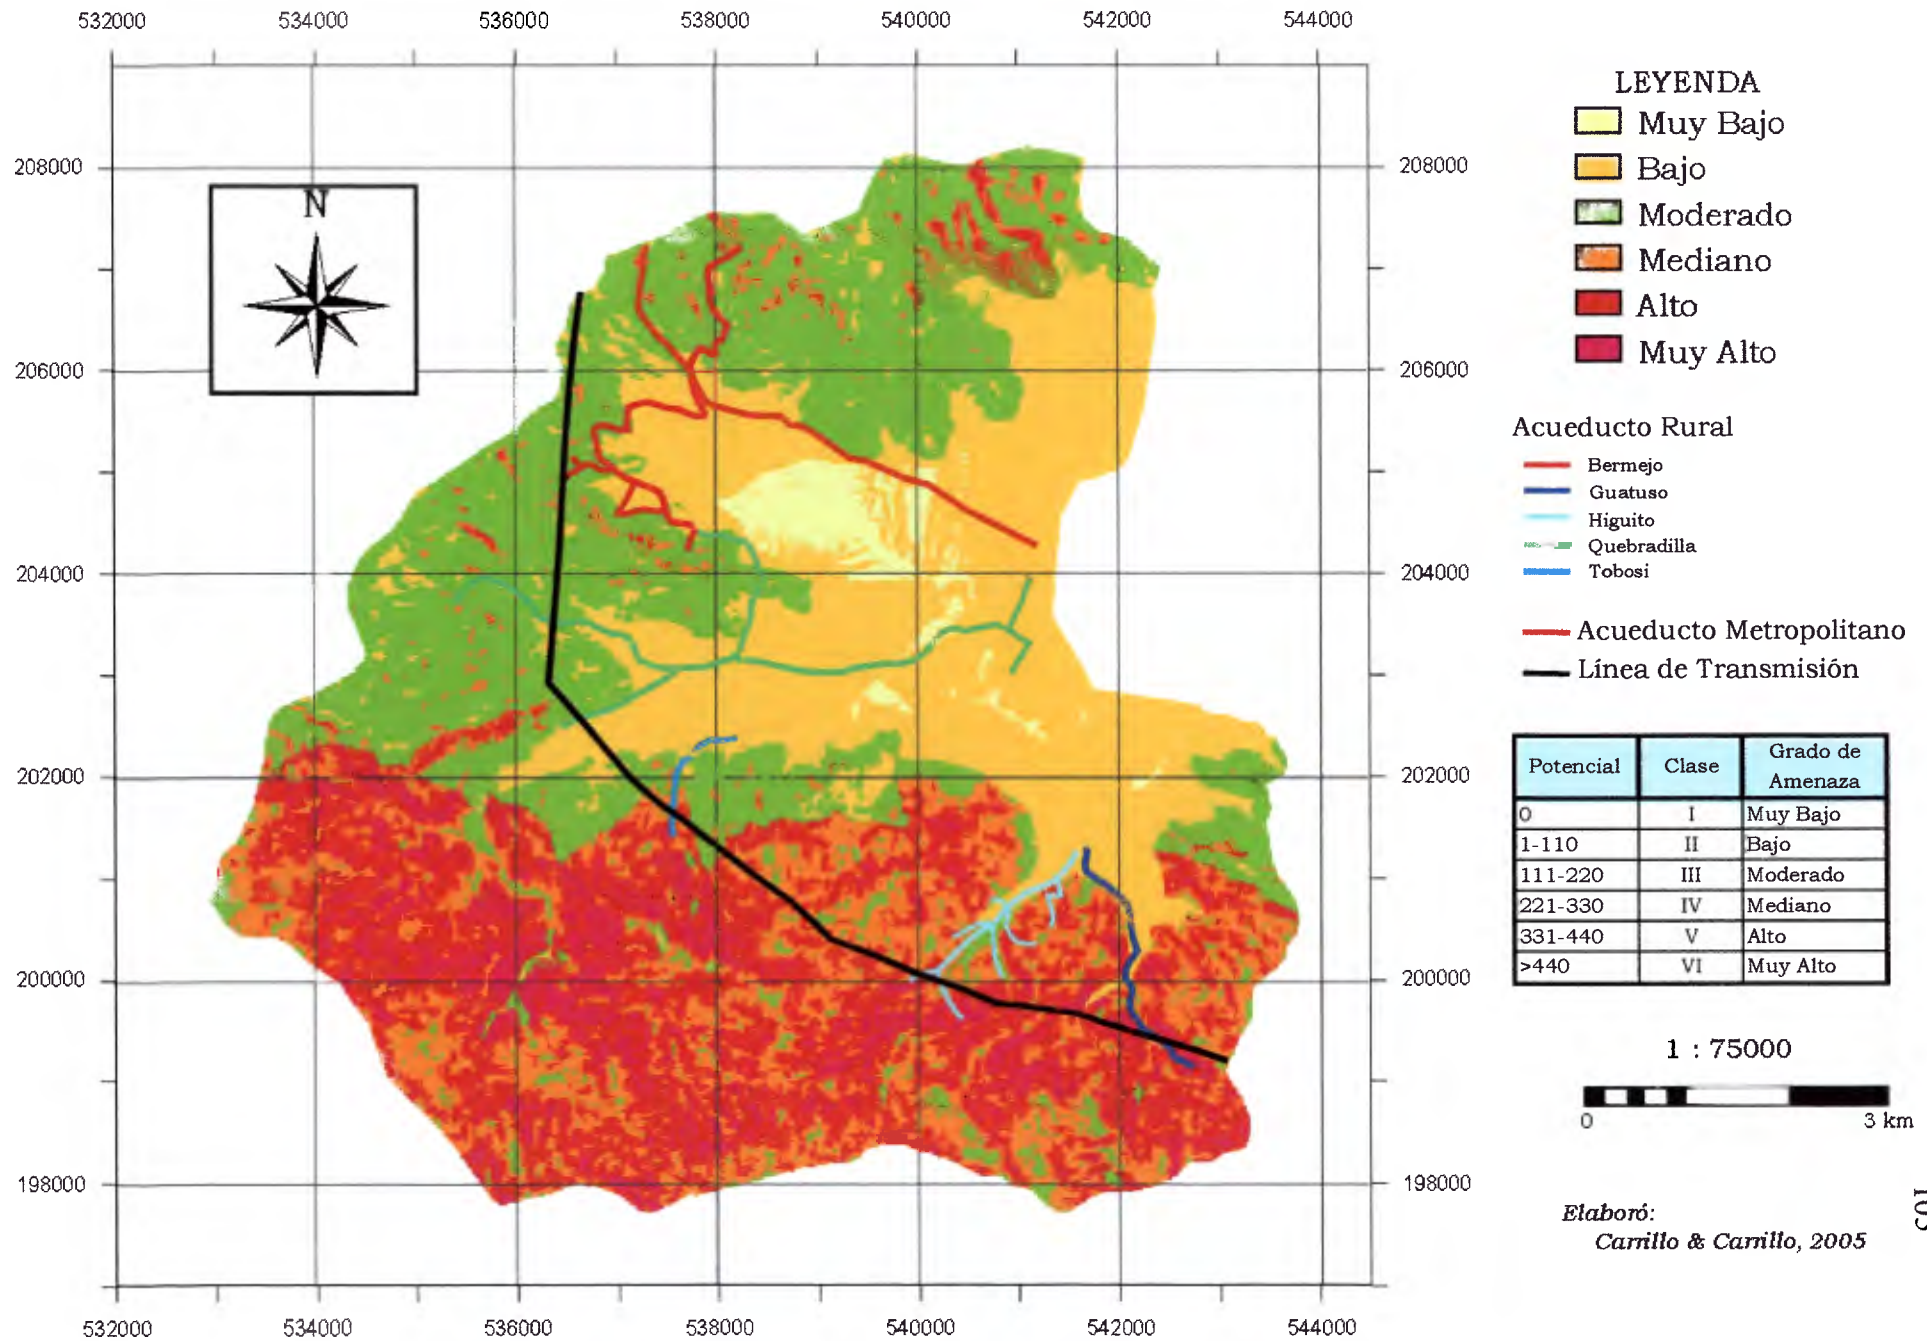 532000 534000 536000 538000 540000 542000 544000
208000
206000
204000
202000
200000
198000
N
208000
206000
204000
202000
200000
198000
532000 534000 536000 538000 540000 542000 544000
LEYENDA
Muy Bajo
Bajo
Moderado
Mediano
Alto
Muy Alto
Acueducto Rural
Bermejo
Guatuso
Higuito
Quebradilla
Tobosi
Acueducto Metropolitano
Línea de Transmisión
Potencial Clase Grado de Amenaza
0 I Muy Bajo
1-110 II Bajo
111-220 III Moderado
221-330 IV Mediano
331-440 V Alto
>440 VI Muy Alto
1 : 75000
0 3 km
Elaboró:
Carrillo & Carrillo, 2005